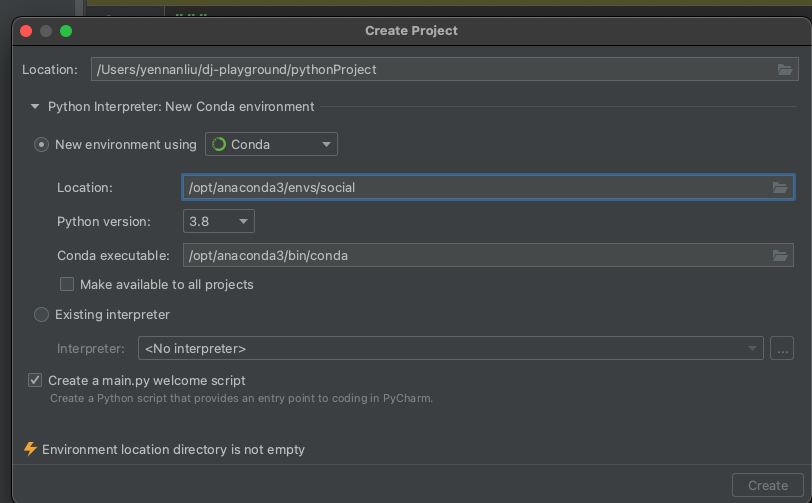 Create Project
Location: /Users/yennanliu/dj-playground/pythonProject
Python Interpreter: New Conda environment
New environment using Conda
Location: /opt/anaconda3/envs/social
Python version: 3.8
Conda executable: /opt/anaconda3/bin/conda
Make available to all projects
Existing interpreter
Interpreter: <No interpreter> ...
Create a main.py welcome script
Create a Python script that provides an entry point to coding in PyCharm.
Environment location directory is not empty
Create